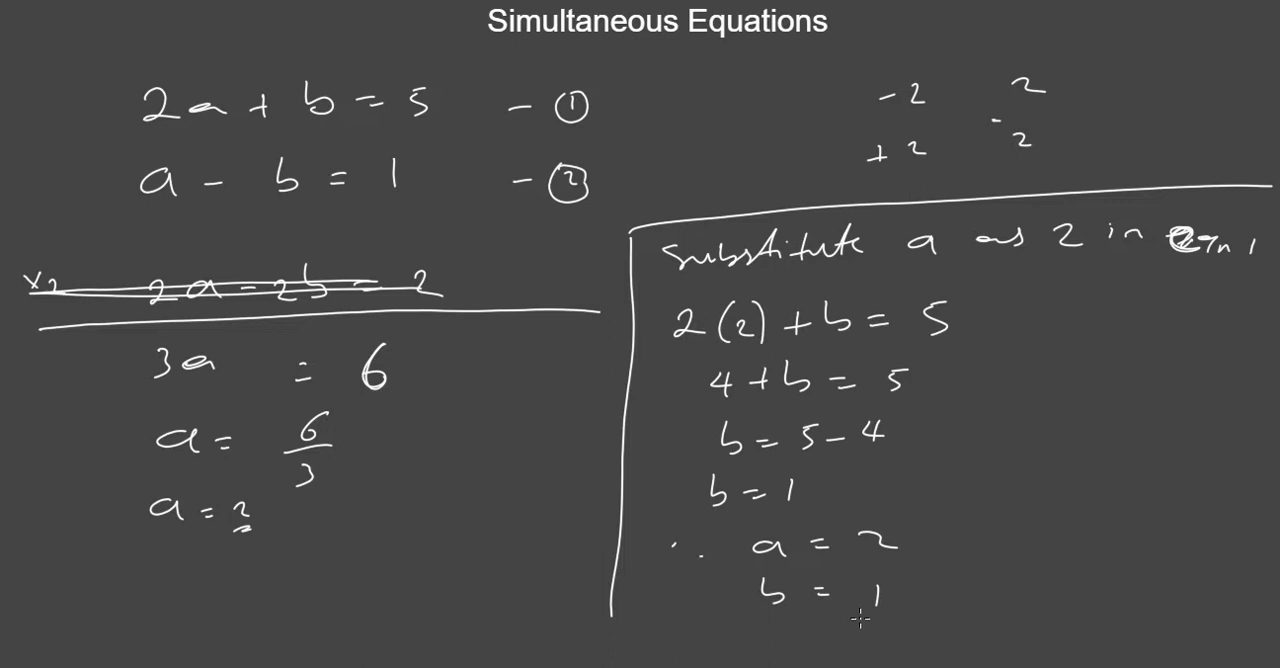 Simultaneous Equations
2a + b = 5 - ①
a - b = 1 - ②
x2 2a - 2b = 2
3a = 6
a = 6/3
a = 2
-2 2
+2 -2
Substitute a as 2 in Eqn 1
2(2) + b = 5
4 + b = 5
b = 5 - 4
b = 1
∴ a = 2
b = 1